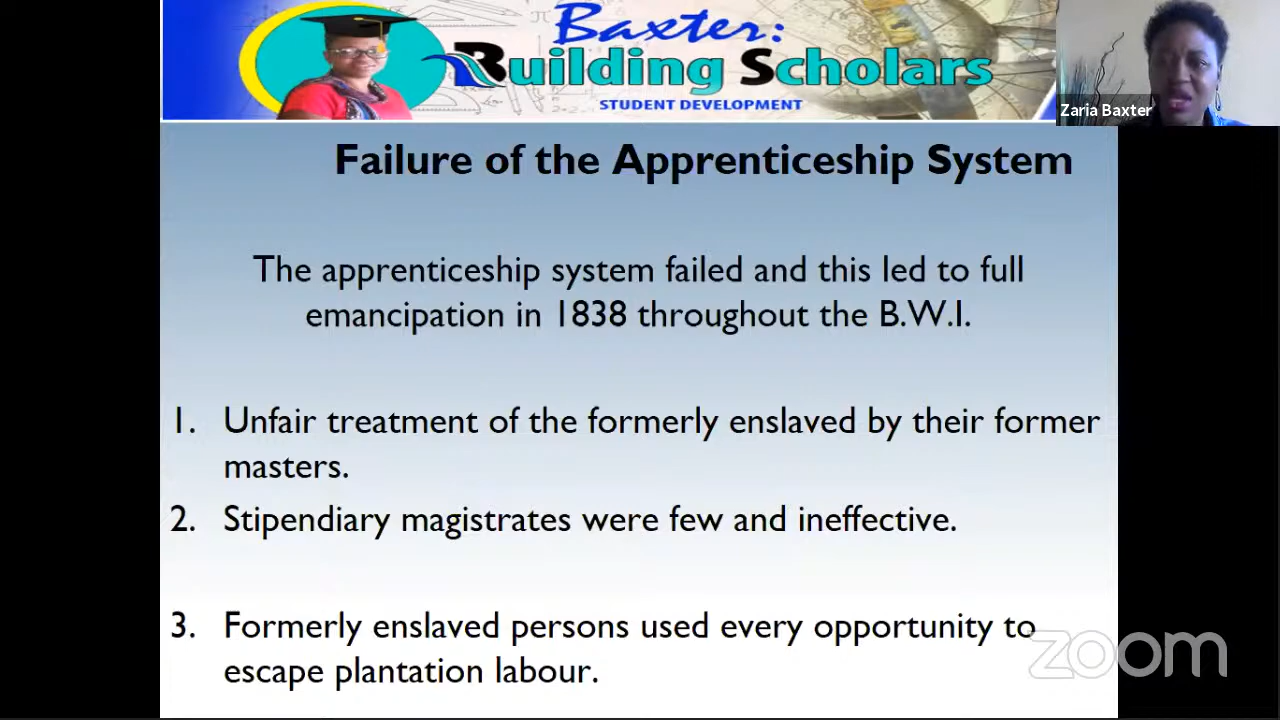 Baxter:
Building Scholars
STUDENT DEVELOPMENT
Zaria Baxter
Failure of the Apprenticeship System
The apprenticeship system failed and this led to full
emancipation in 1838 throughout the B.W.I.
1. Unfair treatment of the formerly enslaved by their former
masters.
2. Stipendiary magistrates were few and ineffective.
3. Formerly enslaved persons used every opportunity to
escape plantation labour.
zoom